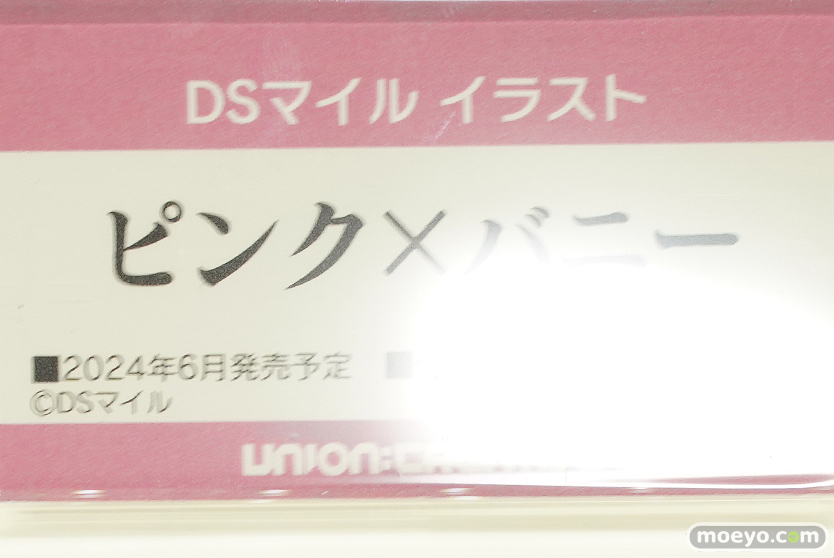 DSマイル イラスト
ピンク×バニー
■2024年6月発売予定 ■
©DSマイル
moeyo.com